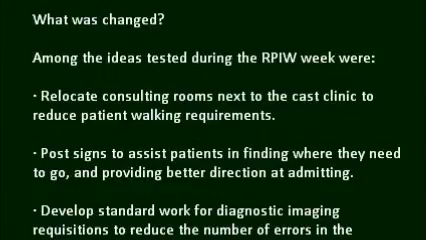 What was changed?
Among the ideas tested during the RPIW week were:
· Relocate consulting rooms next to the cast clinic to
reduce patient walking requirements.
· Post signs to assist patients in finding where they need
to go, and providing better direction at admitting.
· Develop standard work for diagnostic imaging
requisitions to reduce the number of errors in the